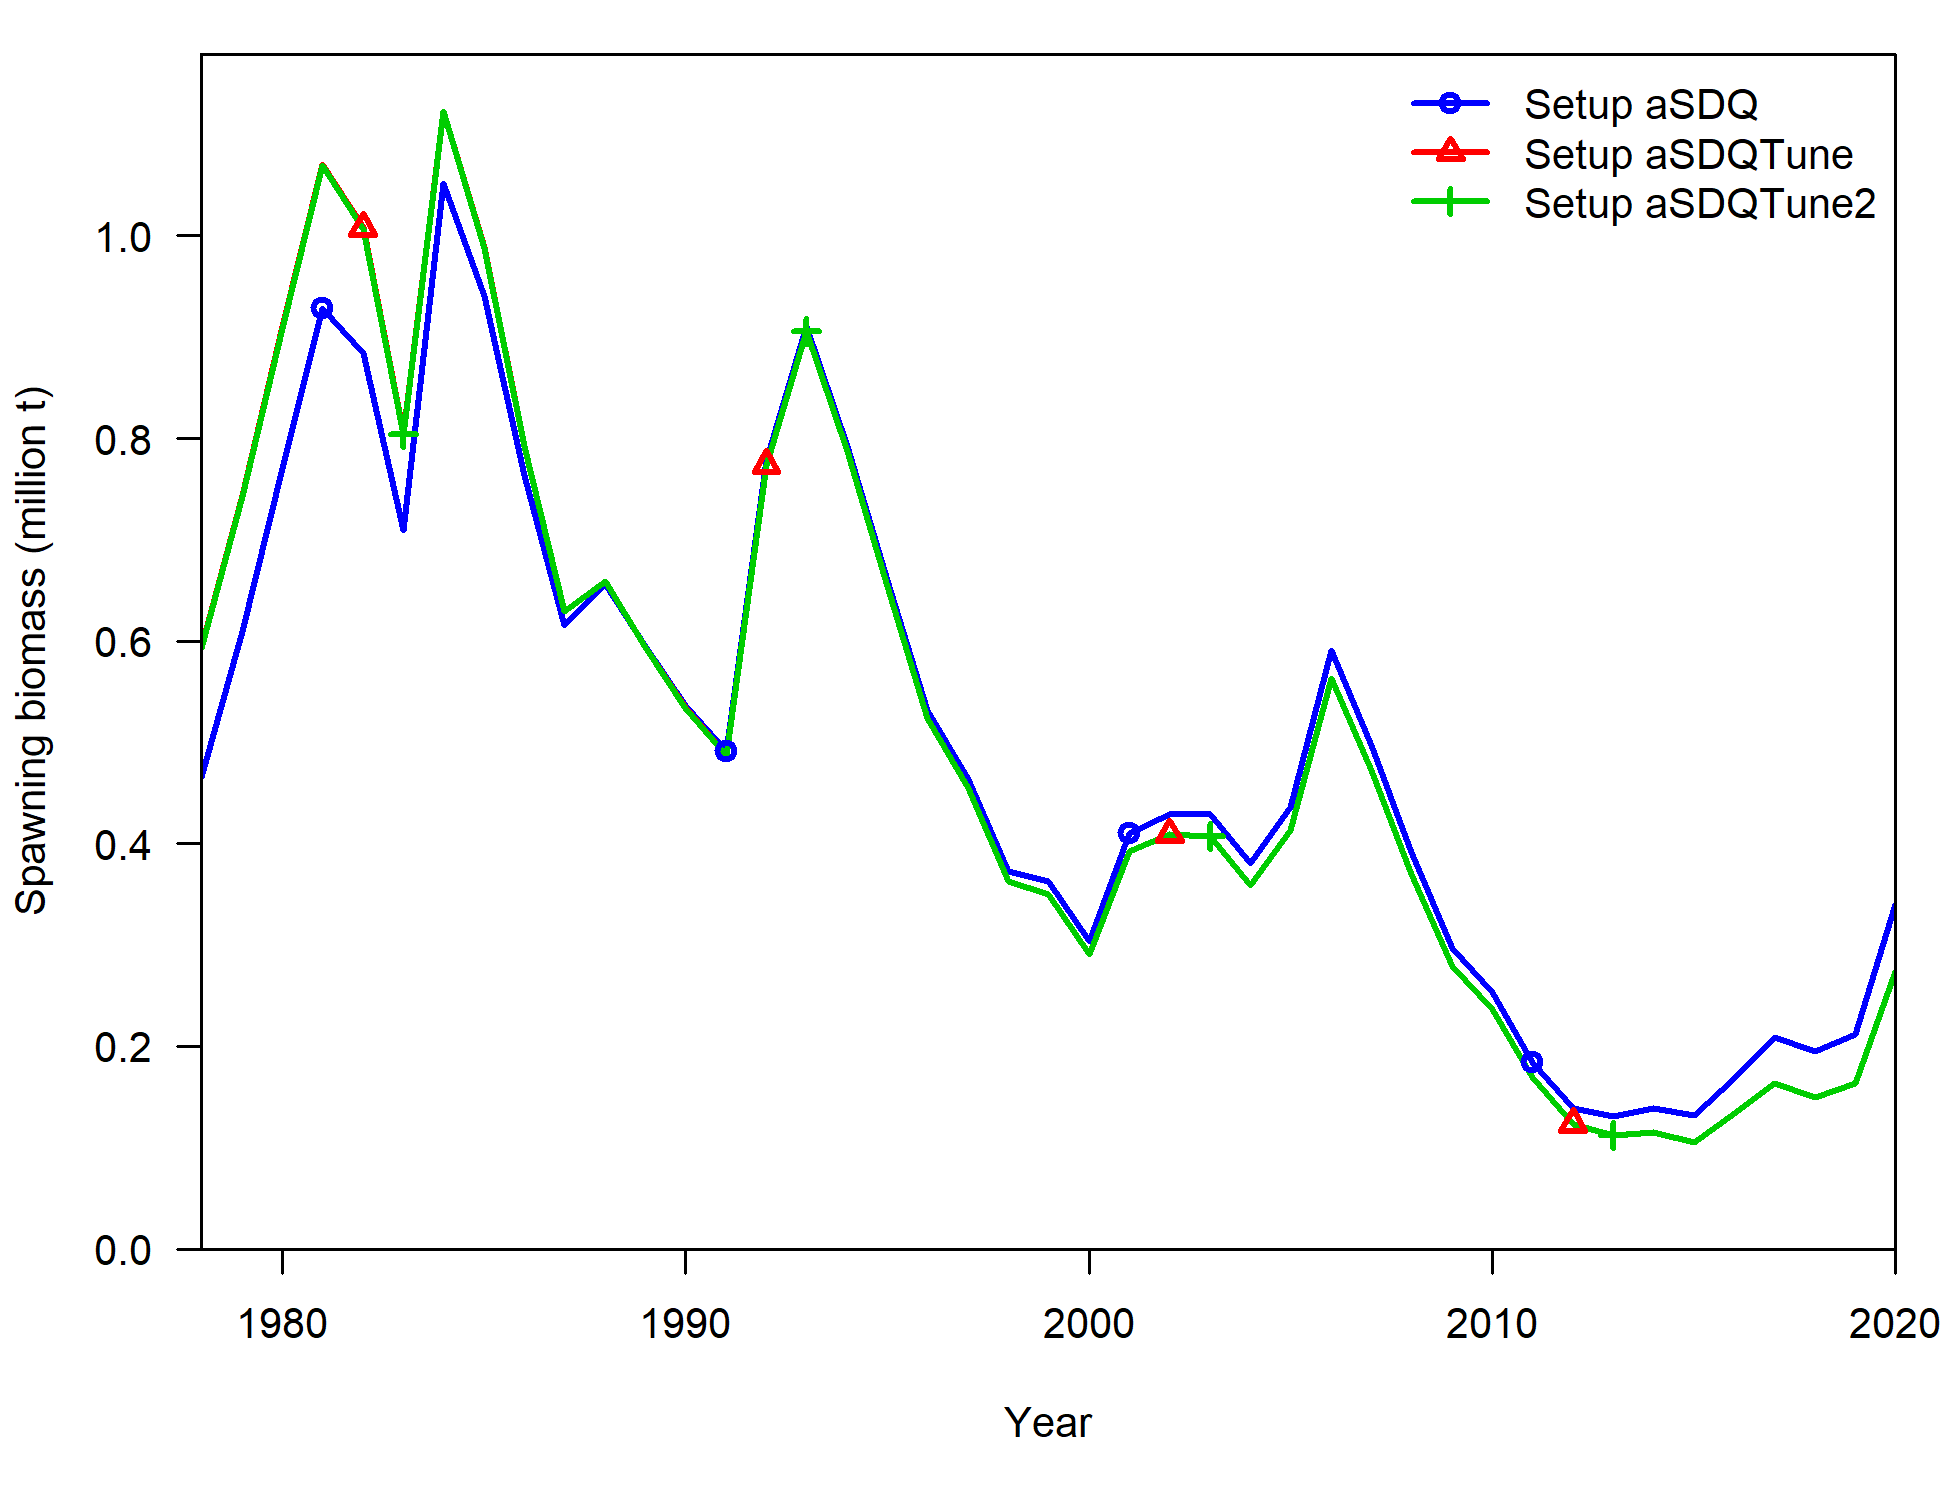 Setup aSDQ
Setup aSDQTune
Setup aSDQTune2
Spawning biomass (million t)
1.0
0.8
0.6
0.4
0.2
0.0
1980 1990 2000 2010 2020
Year